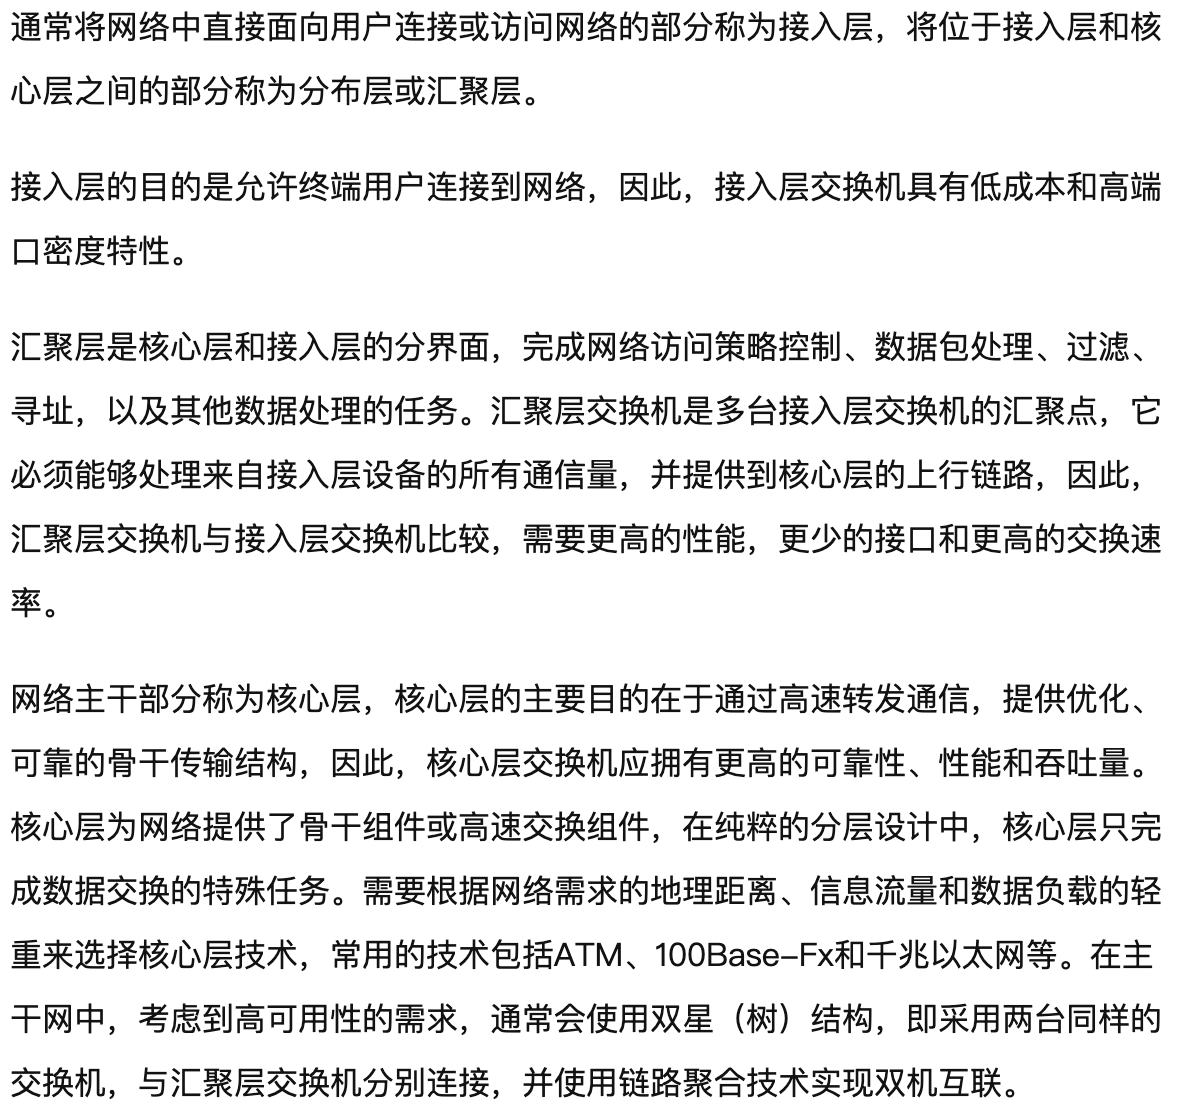 通常将网络中直接面向用户连接或访问网络的部分称为接入层，将位于接入层和核
心层之间的部分称为分布层或汇聚层。
接入层的目的是允许终端用户连接到网络，因此，接入层交换机具有低成本和高端
口密度特性。
汇聚层是核心层和接入层的分界面，完成网络访问策略控制、数据包处理、过滤、
寻址，以及其他数据处理的任务。汇聚层交换机是多台接入层交换机的汇聚点，它
必须能够处理来自接入层设备的所有通信量，并提供到核心层的上行链路，因此，
汇聚层交换机与接入层交换机比较，需要更高的性能，更少的接口和更高的交换速
率。
网络主干部分称为核心层，核心层的主要目的在于通过高速转发通信，提供优化、
可靠的骨干传输结构，因此，核心层交换机应拥有更高的可靠性、性能和吞吐量。
核心层为网络提供了骨干组件或高速交换组件，在纯粹的分层设计中，核心层只完
成数据交换的特殊任务。需要根据网络需求的地理距离、信息流量和数据负载的轻
重来选择核心层技术，常用的技术包括ATM、100Base-Fx和千兆以太网等。在主
干网中，考虑到高可用性的需求，通常会使用双星（树）结构，即采用两台同样的
交换机，与汇聚层交换机分别连接，并使用链路聚合技术实现双机互联。